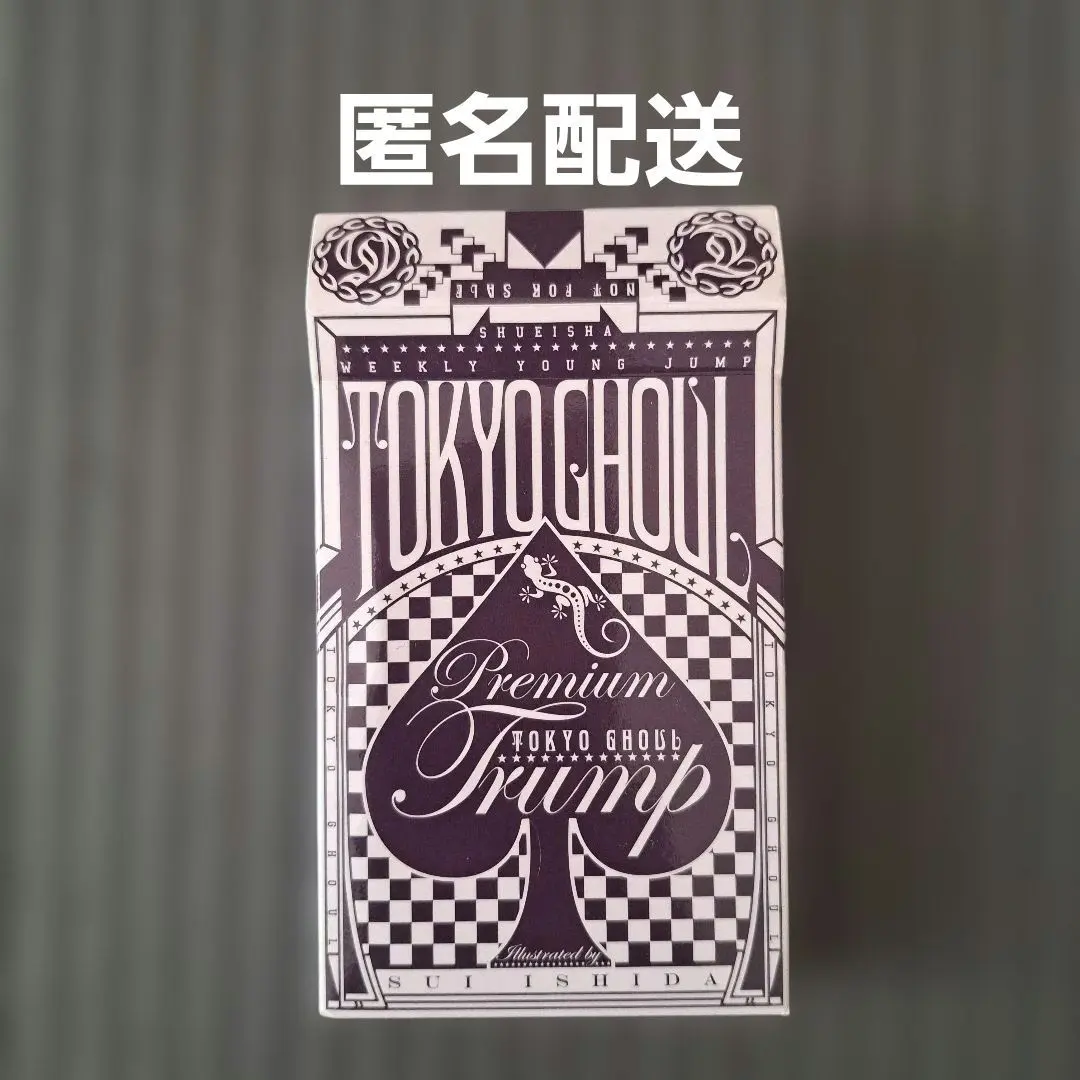 匿名配送
NOT FOR SALE
SHUEISHA
WEEKLY YOUNG JUMP
TOKYO GHOUL
Premium
TOKYO GHOUL
Trump
TOKYO GHOUL
TOKYO GHOUL
Illustrated by
SUI ISHIDA